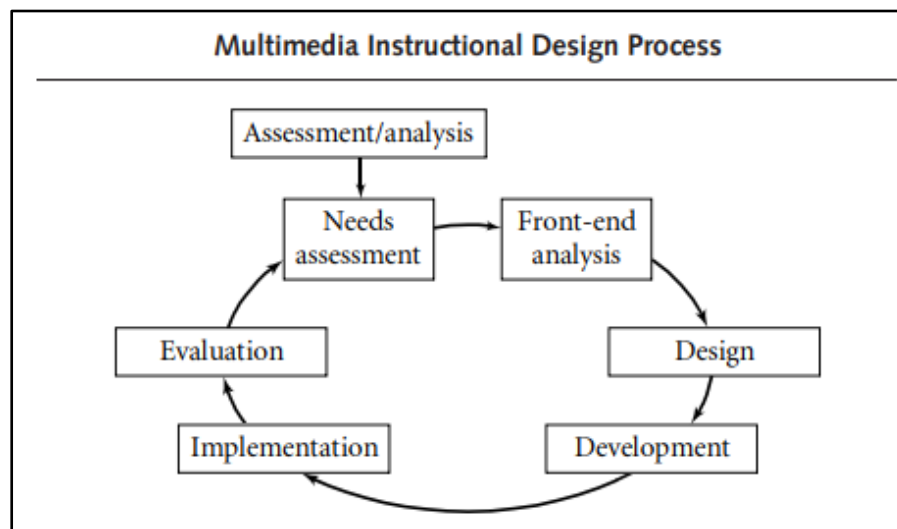 Multimedia Instructional Design Process
Assessment/analysis
Needs
assessment
Front-end
analysis
Evaluation
Design
Implementation
Development